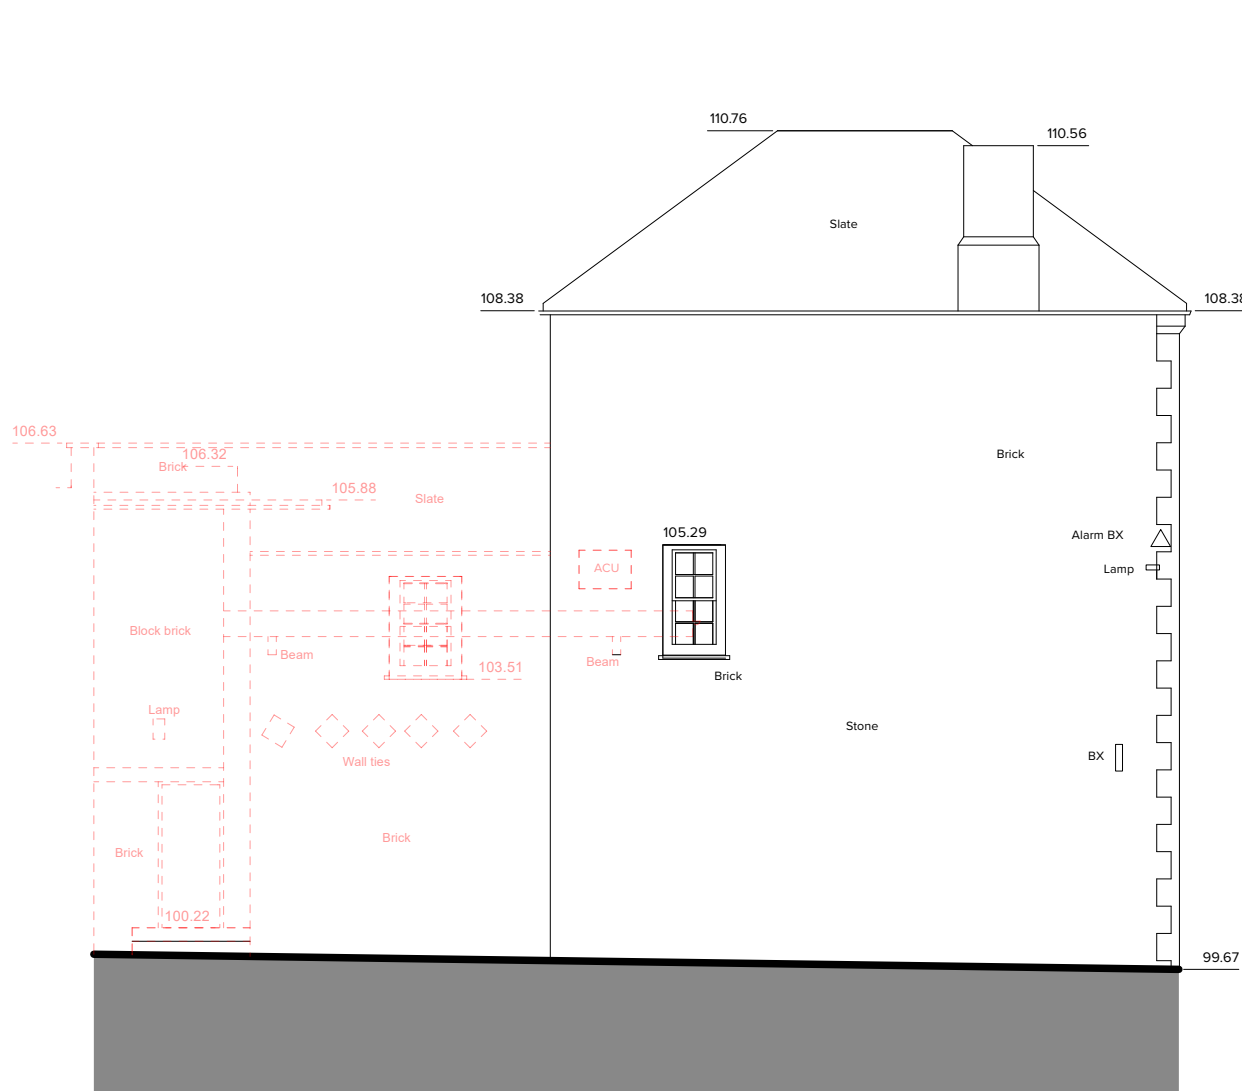 110.76
110.56
Slate
108.38
108.38
106.63
106.32
Brick
Brick
105.88
Slate
105.29
Alarm BX
ACU
Lamp
Block brick
Beam
Beam
103.51
Brick
Lamp
Stone
Wall ties
BX
Brick
Brick
100.22
99.67